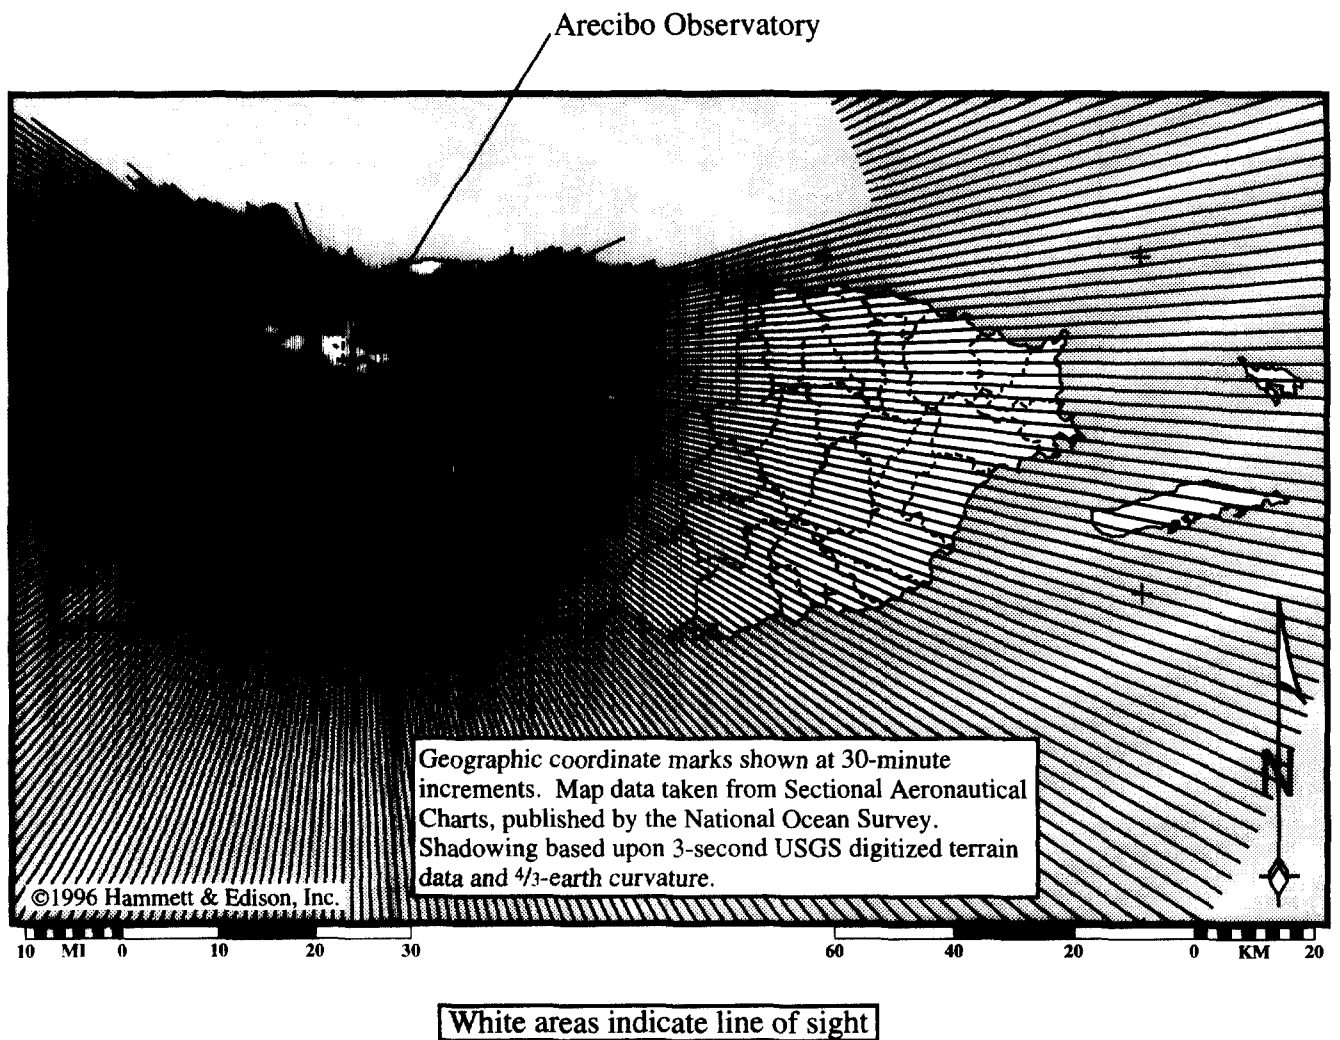 Arecibo Observatory
Geographic coordinate marks shown at 30-minute
increments. Map data taken from Sectional Aeronautical
Charts, published by the National Ocean Survey.
Shadowing based upon 3-second USGS digitized terrain
data and 4/3-earth curvature.
N
©1996 Hammett & Edison, Inc.
10 MI 0 10 20 30 60 40 20 0 KM 20
White areas indicate line of sight